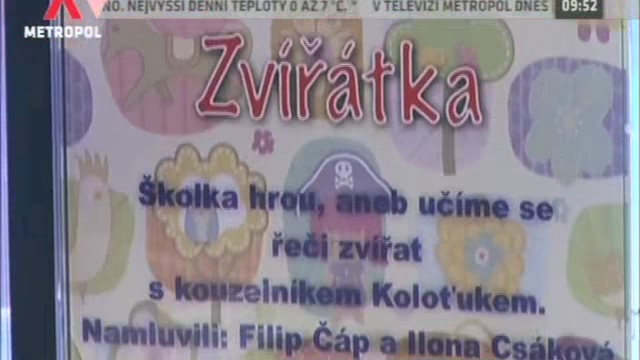 NO. NEJVYŠŠÍ DENNÍ TEPLOTY 0 AŽ 7 °C. * V TELEVIZI METROPOL DNES 09:52
METROPOL
Zvířátka
Školka hrou, aneb učíme se
řeči zvířat
s kouzelníkem Koloťukem.
Namluvili: Filip Čáp a Ilona Csáková